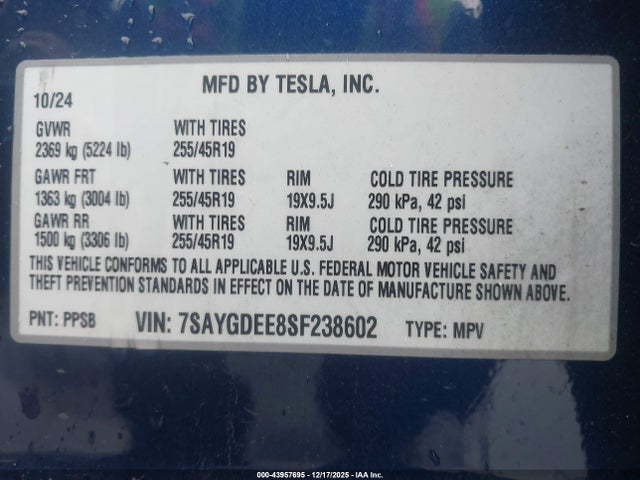 MFD BY TESLA, INC.
10/24
GVWR WITH TIRES
2369 kg (5224 lb) 255/45R19
GAWR FRT WITH TIRES RIM COLD TIRE PRESSURE
1363 kg (3004 lb) 255/45R19 19X9.5J 290 kPa, 42 psi
GAWR RR WITH TIRES RIM COLD TIRE PRESSURE
1500 kg (3306 lb) 255/45R19 19X9.5J 290 kPa, 42 psi
THIS VEHICLE CONFORMS TO ALL APPLICABLE U.S. FEDERAL MOTOR VEHICLE SAFETY AND
THEFT PREVENTION STANDARDS IN EFFECT ON THE DATE OF MANUFACTURE SHOWN ABOVE.
PNT: PPSB VIN: 7SAYGDEE8SF238602 TYPE: MPV
000-43957695 - 12/17/2025 - IAA Inc.